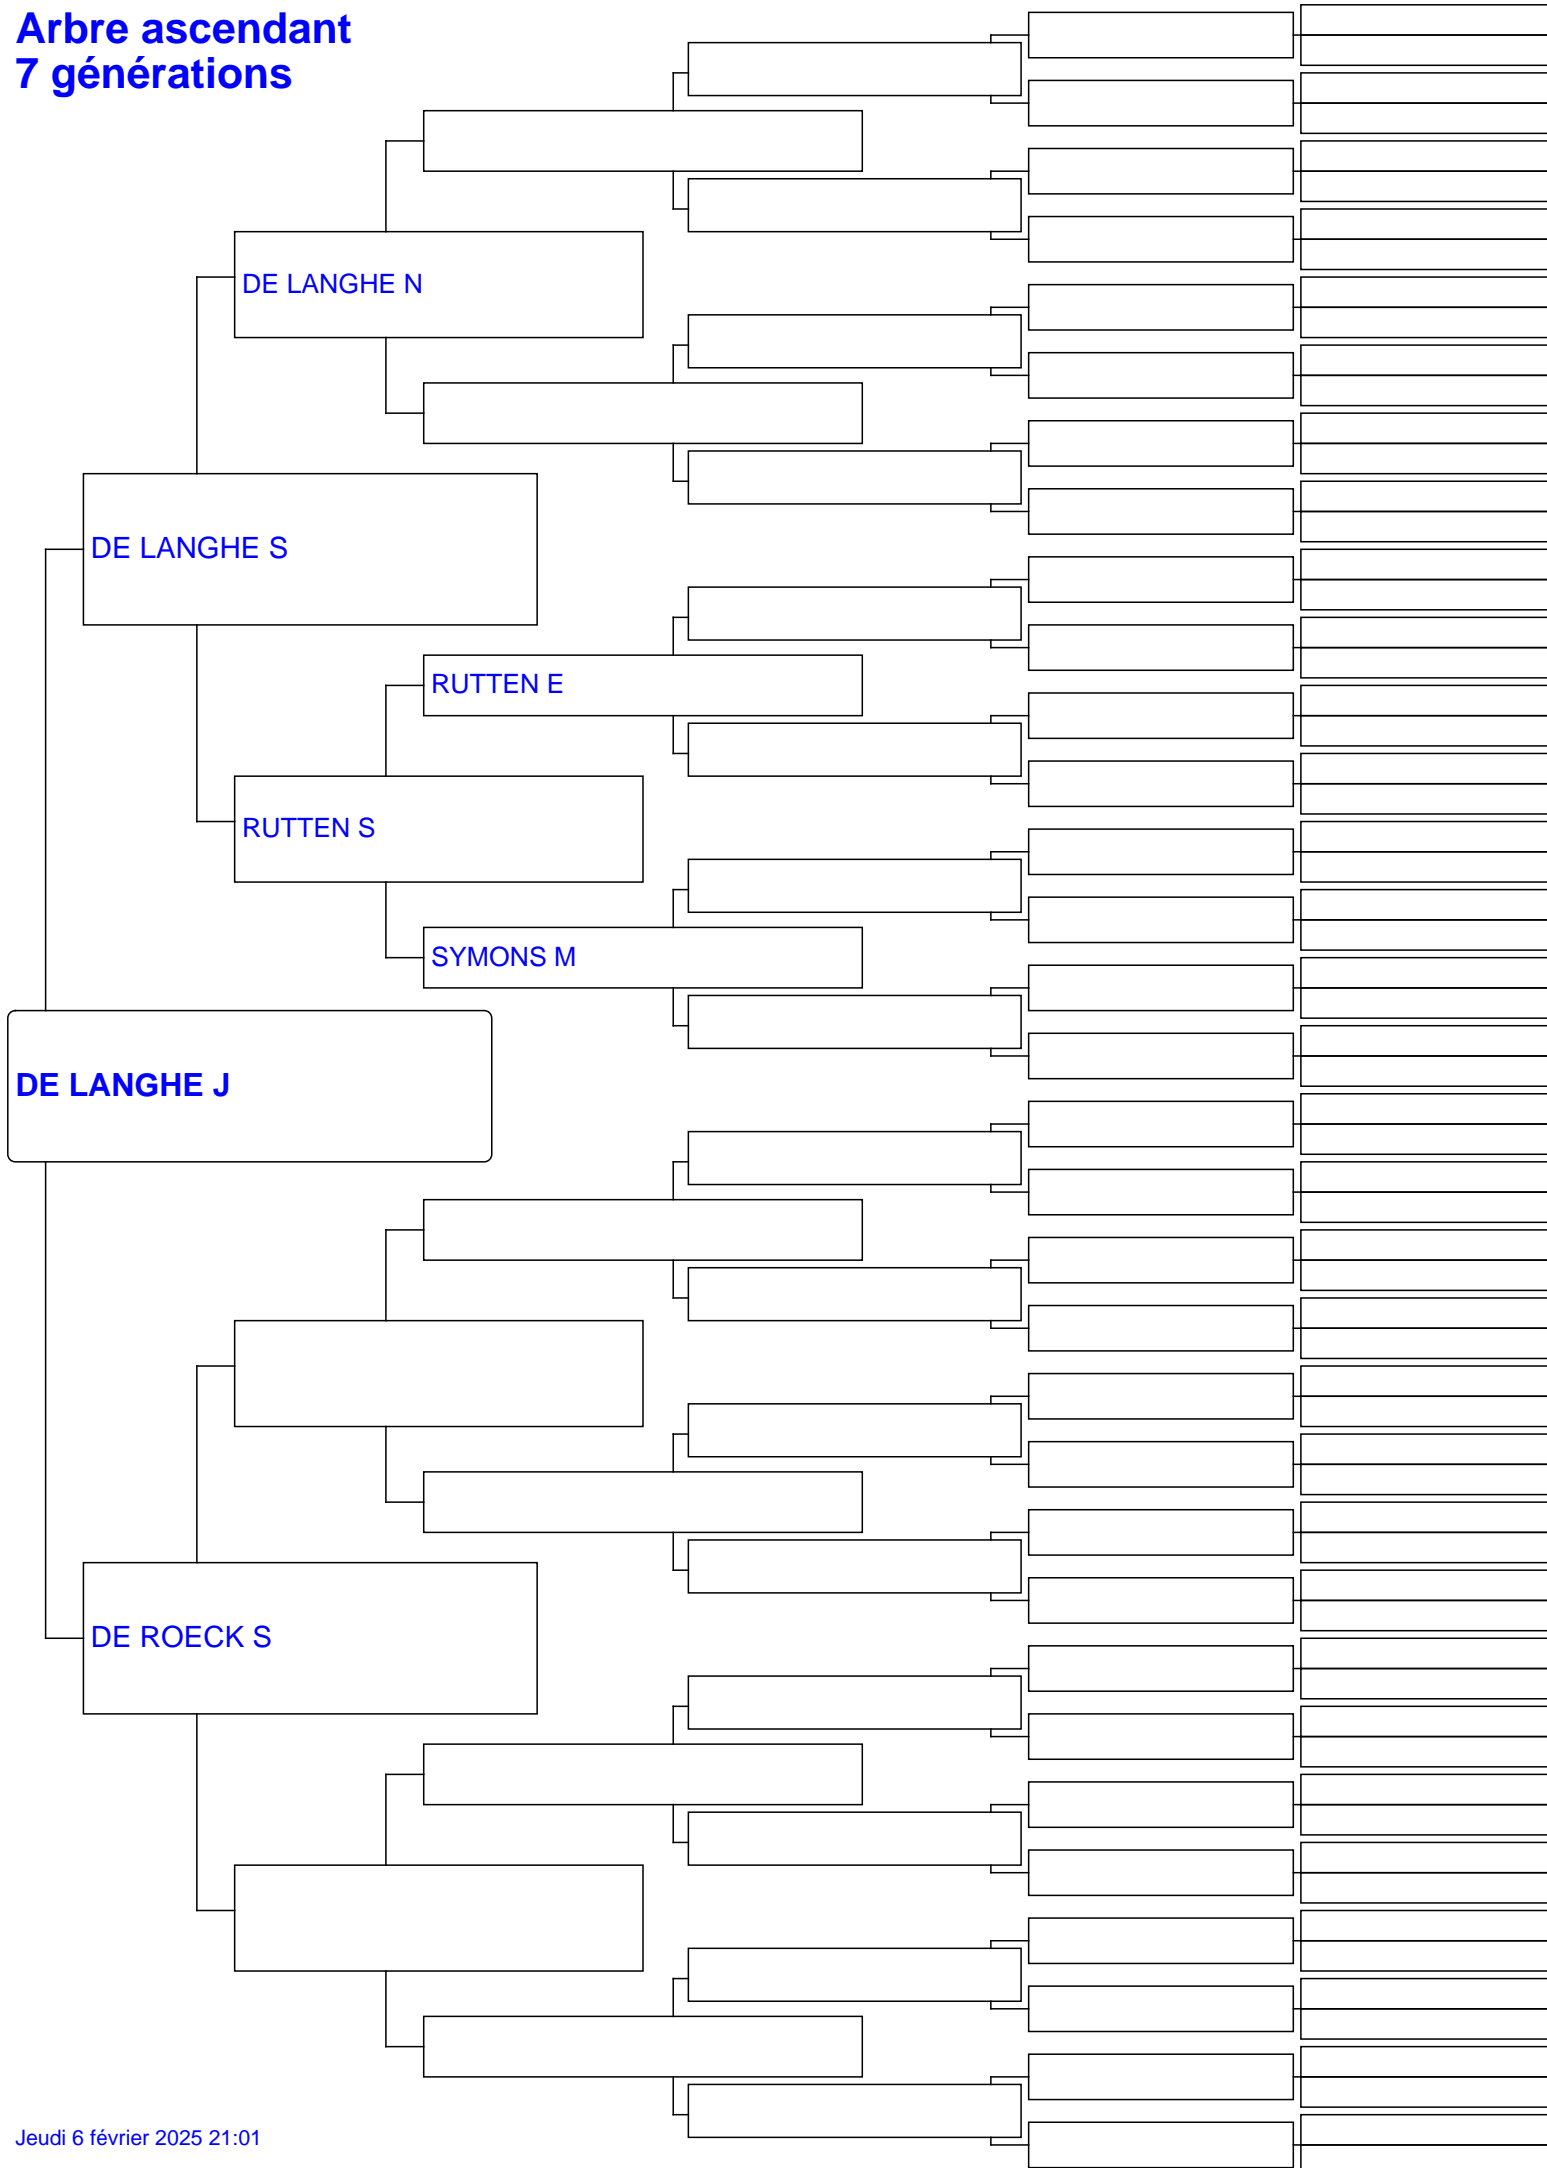 Arbre ascendant
7 générations
DE LANGHE N
DE LANGHE S
RUTTEN E
RUTTEN S
SYMONS M
DE LANGHE J
DE ROECK S
Jeudi 6 février 2025 21:01